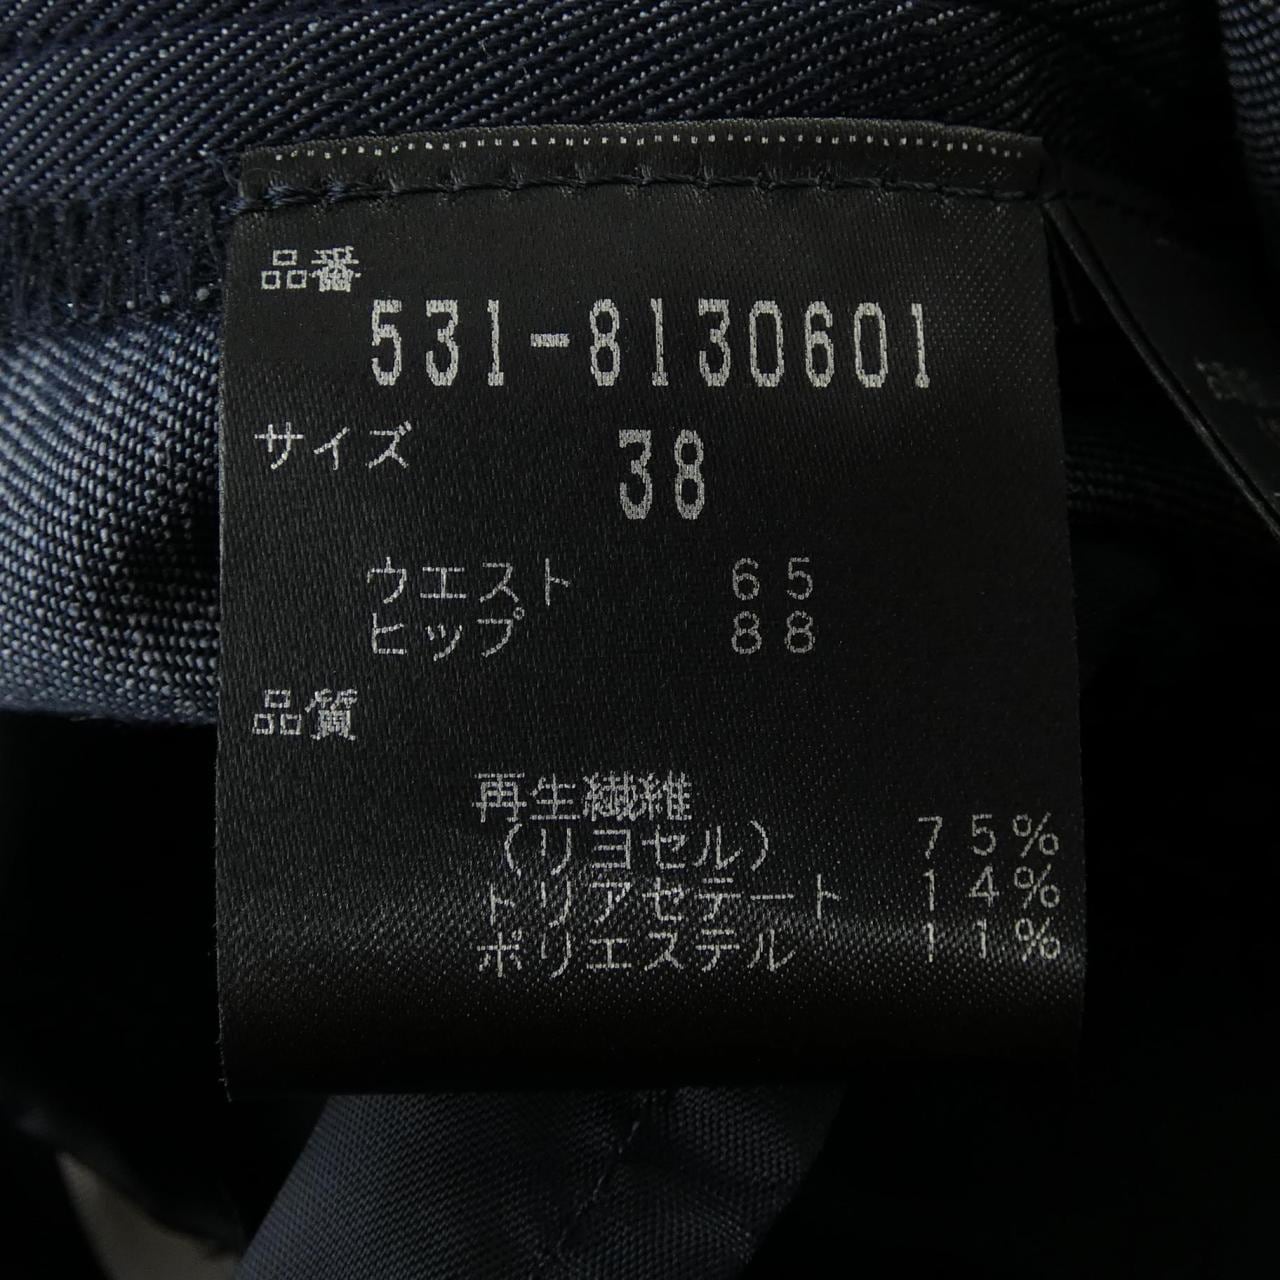 品番
531-8130601
サイズ 38
ウエスト 65
ヒップ 88
品質
再生繊維
(リヨセル) 75%
トリアセテート 14%
ポリエステル 11%